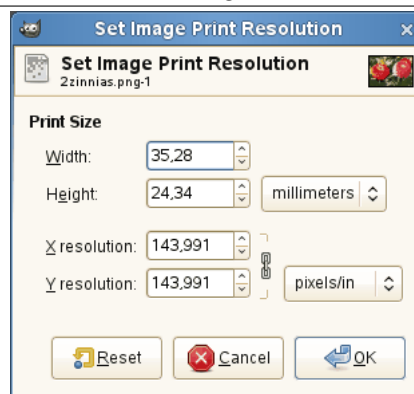 Set Image Print Resolution
Set Image Print Resolution
2zinnias.png-1
Print Size
Width: 35,28
Height: 24,34 millimeters
X resolution: 143,991
Y resolution: 143,991 pixels/in
Reset Cancel OK